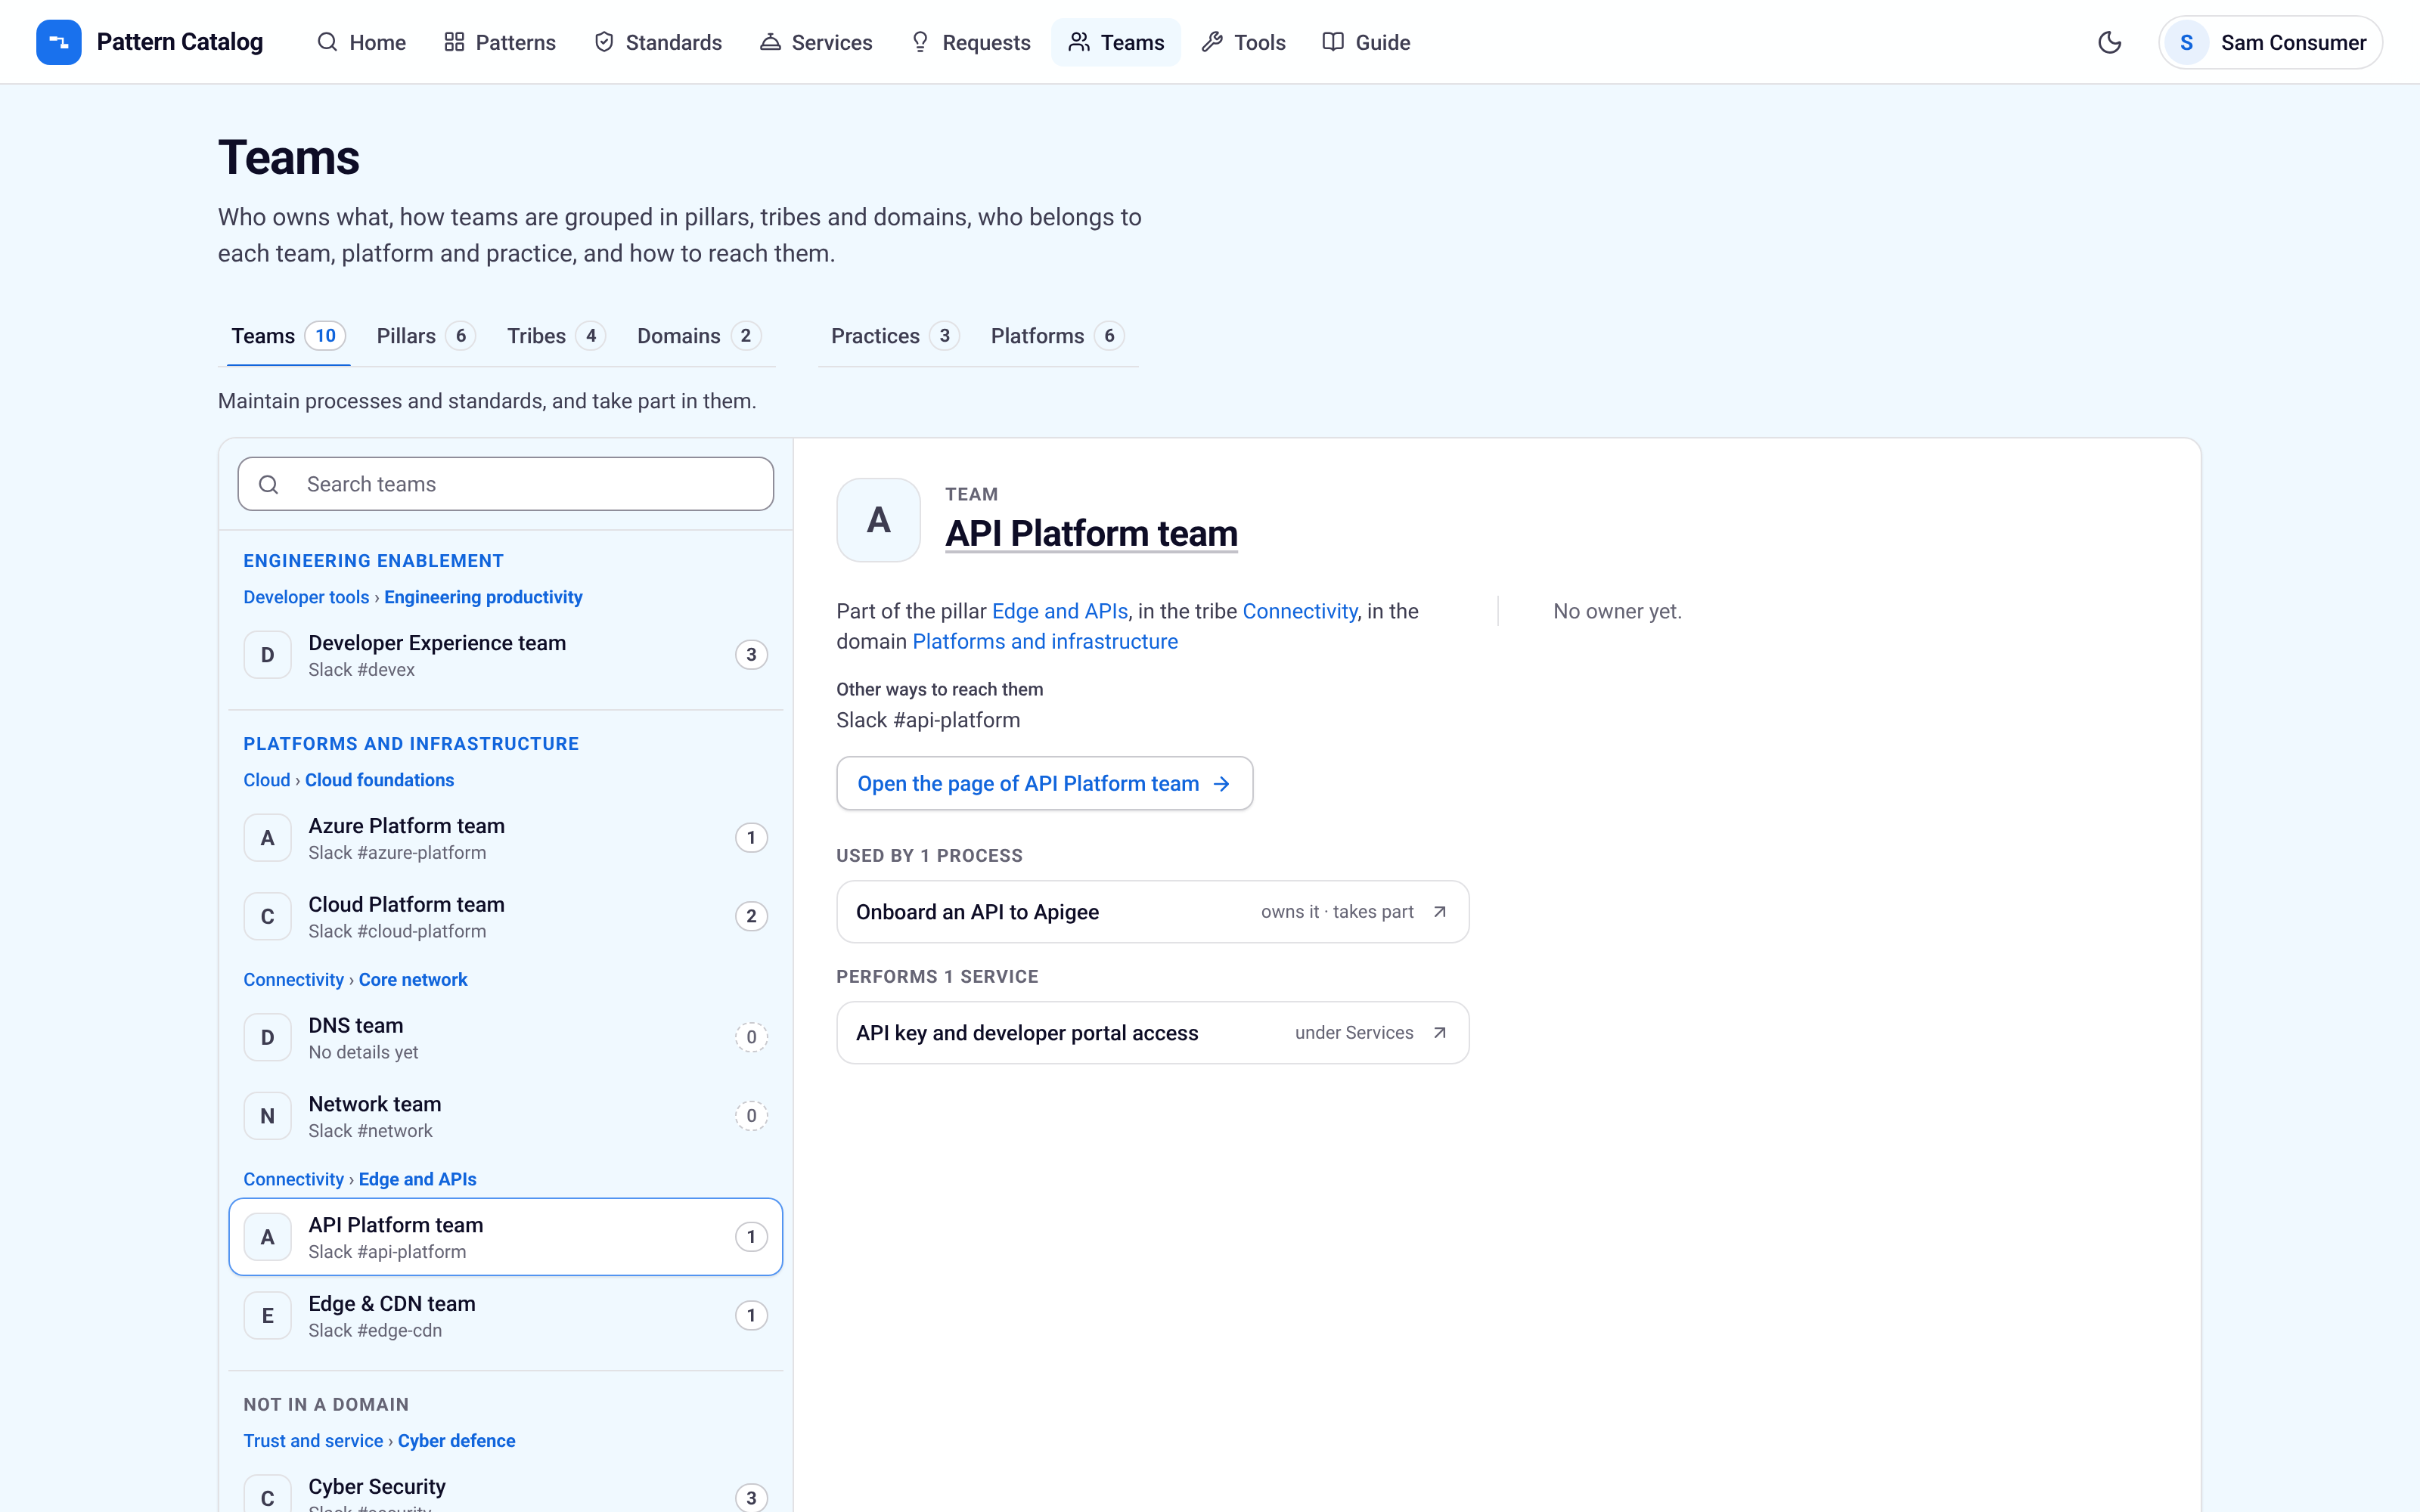 Pattern Catalog
Home
Patterns
Standards
Services
Requests
Teams
Tools
Guide
S
Sam Consumer
Teams
Who owns what, how teams are grouped in pillars, tribes and domains, who belongs to
each team, platform and practice, and how to reach them.
Teams 10
Pillars 6
Tribes 4
Domains 2
Practices 3
Platforms 6
Maintain processes and standards, and take part in them.
Search teams
ENGINEERING ENABLEMENT
Developer tools › Engineering productivity
D
Developer Experience team
Slack #devex
3
PLATFORMS AND INFRASTRUCTURE
Cloud › Cloud foundations
A
Azure Platform team
Slack #azure-platform
1
C
Cloud Platform team
Slack #cloud-platform
2
Connectivity › Core network
D
DNS team
No details yet
0
N
Network team
Slack #network
0
Connectivity › Edge and APIs
A
API Platform team
Slack #api-platform
1
E
Edge & CDN team
Slack #edge-cdn
1
NOT IN A DOMAIN
Trust and service › Cyber defence
C
Cyber Security
Slack #security
3
A
TEAM
API Platform team
Part of the pillar Edge and APIs, in the tribe Connectivity, in the
domain Platforms and infrastructure
No owner yet.
Other ways to reach them
Slack #api-platform
Open the page of API Platform team →
USED BY 1 PROCESS
Onboard an API to Apigee
owns it · takes part
PERFORMS 1 SERVICE
API key and developer portal access
under Services